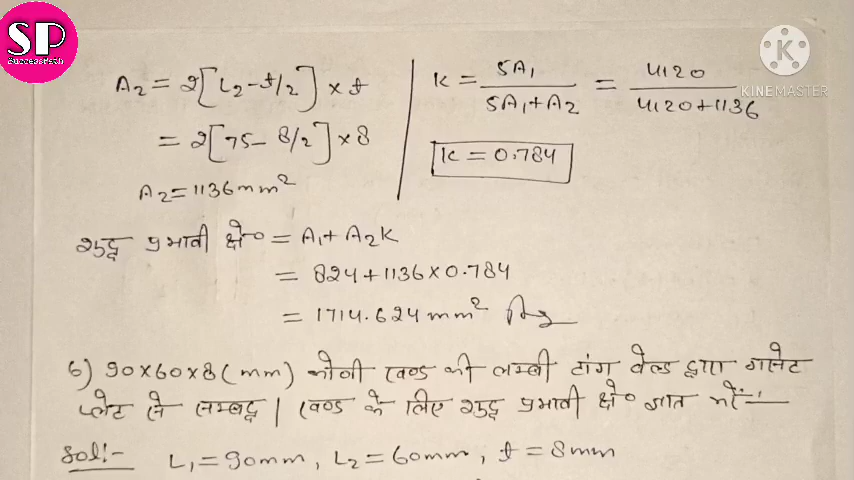 SP
Successtech
KINEMASTER
A₂ = 2[L₂ - t/2] × t
= 2[75 - 8/2] × 8
A₂ = 1136 mm²
K = 5A₁ / 5A₁ + A₂ = 4120 / 4120 + 1136
K = 0.784
शुद्ध प्रभावी क्षे० = A₁ + A₂K
= 824 + 1136 × 0.784
= 1714.624 mm² Ans
6) 90×60×8 (mm) कोणी खण्ड की लम्बी टांग वेल्ड द्वारा गसेट
प्लेट से सम्बद्ध | खण्ड के लिए शुद्ध प्रभावी क्षे० ज्ञात करें:-
Sol:- L₁ = 90mm, L₂ = 60mm, t = 8mm